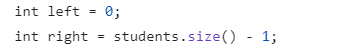 int left = 0;
int right = students.size() - 1;